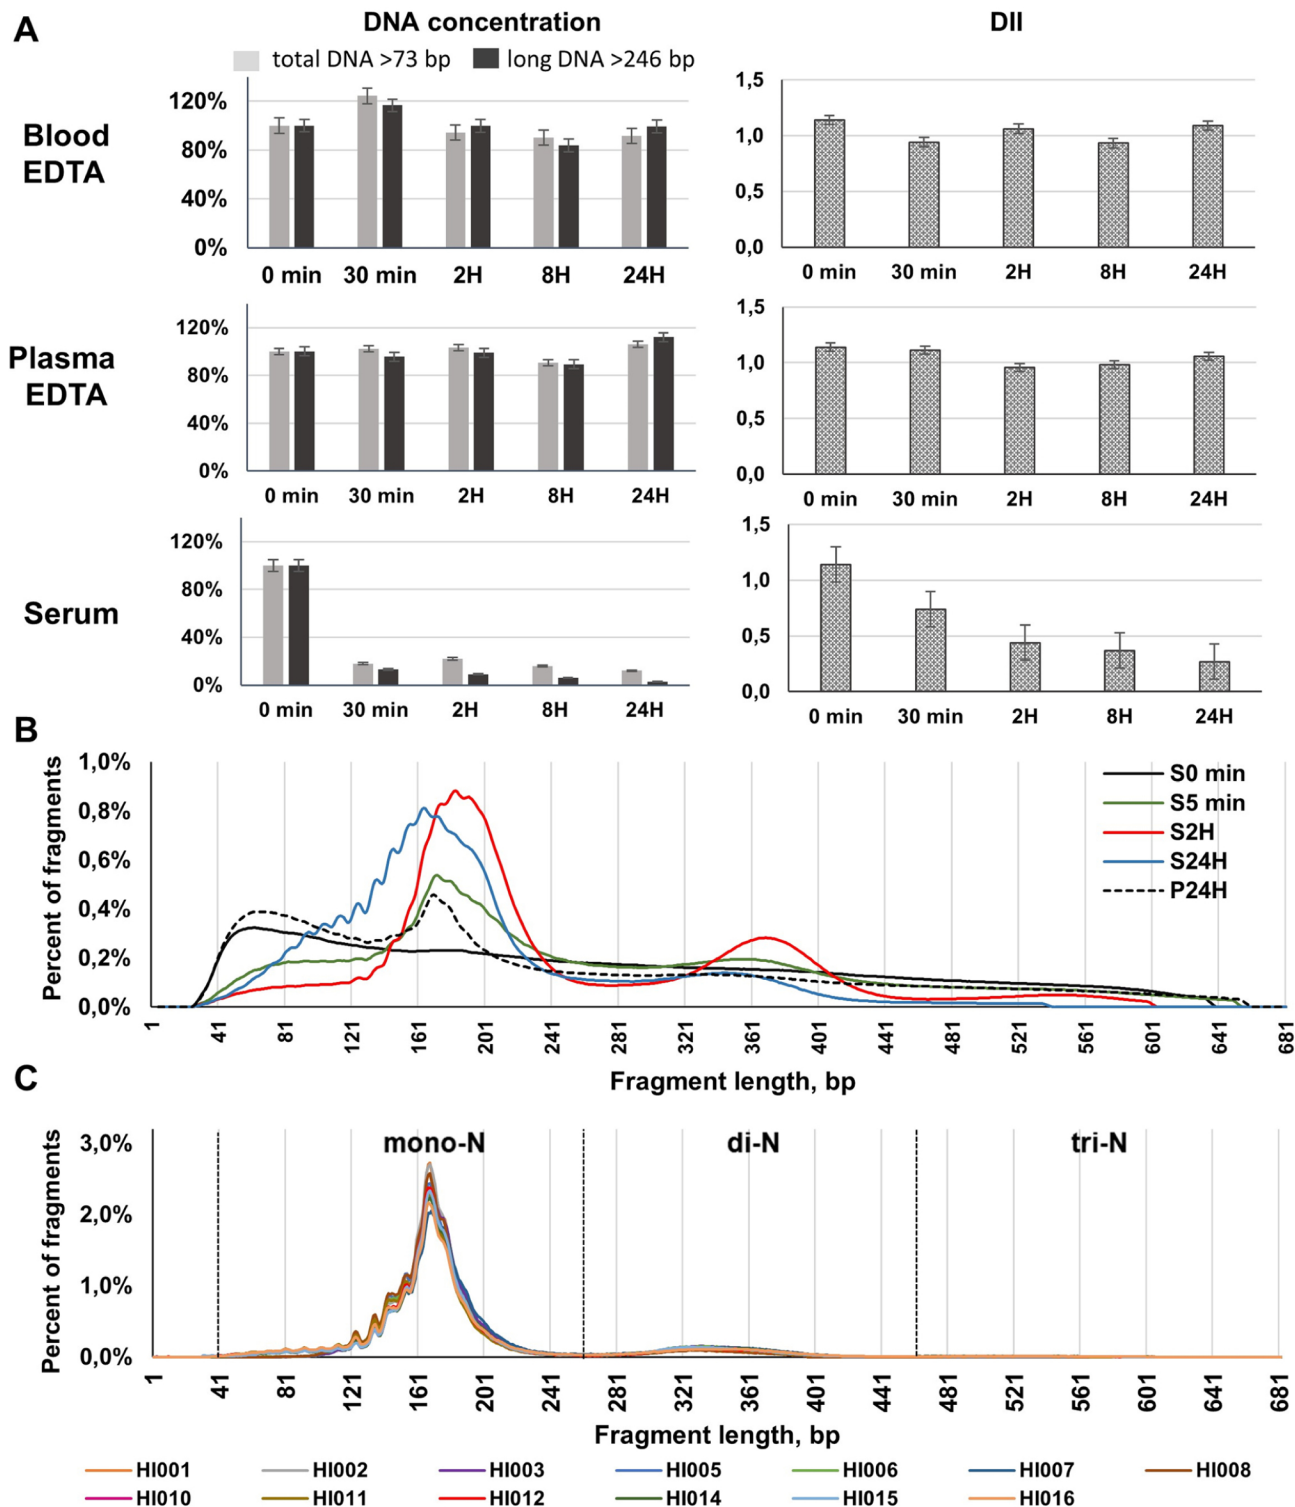 A
DNA concentration
DII
total DNA >73 bp
long DNA >246 bp
Blood
EDTA
120%
80%
40%
0%
0 min 30 min 2H 8H 24H
1,5
1,0
0,5
0,0
0 min 30 min 2H 8H 24H
Plasma
EDTA
120%
80%
40%
0%
0 min 30 min 2H 8H 24H
1,5
1,0
0,5
0,0
0 min 30 min 2H 8H 24H
Serum
120%
80%
40%
0%
0 min 30 min 2H 8H 24H
1,5
1,0
0,5
0,0
0 min 30 min 2H 8H 24H
B
Percent of fragments
1,0%
0,8%
0,6%
0,4%
0,2%
0,0%
S0 min
S5 min
S2H
S24H
P24H
1 41 81 121 161 201 241 281 321 361 401 441 481 521 561 601 641 681
Fragment length, bp
C
Percent of fragments
3,0%
2,0%
1,0%
0,0%
mono-N di-N tri-N
1 41 81 121 161 201 241 281 321 361 401 441 481 521 561 601 641 681
Fragment length, bp
HI001 HI002 HI003 HI005 HI006 HI007 HI008
HI010 HI011 HI012 HI014 HI015 HI016